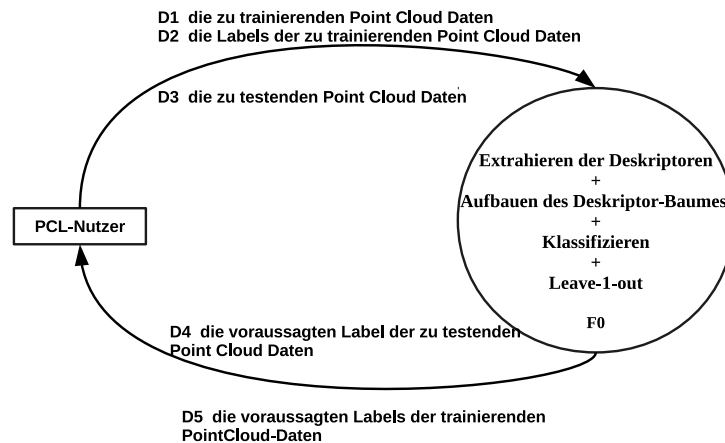 D1 die zu trainierenden Point Cloud Daten
D2 die Labels der zu trainierenden Point Cloud Daten
D3 die zu testenden Point Cloud Daten
Extrahieren der Deskriptoren
+
Aufbauen des Deskriptor-Baumes
+
Klassifizieren
+
Leave-1-out
F0
PCL-Nutzer
D4 die voraussagten Label der zu testenden
Point Cloud Daten
D5 die voraussagten Labels der trainierenden
PointCloud-Daten